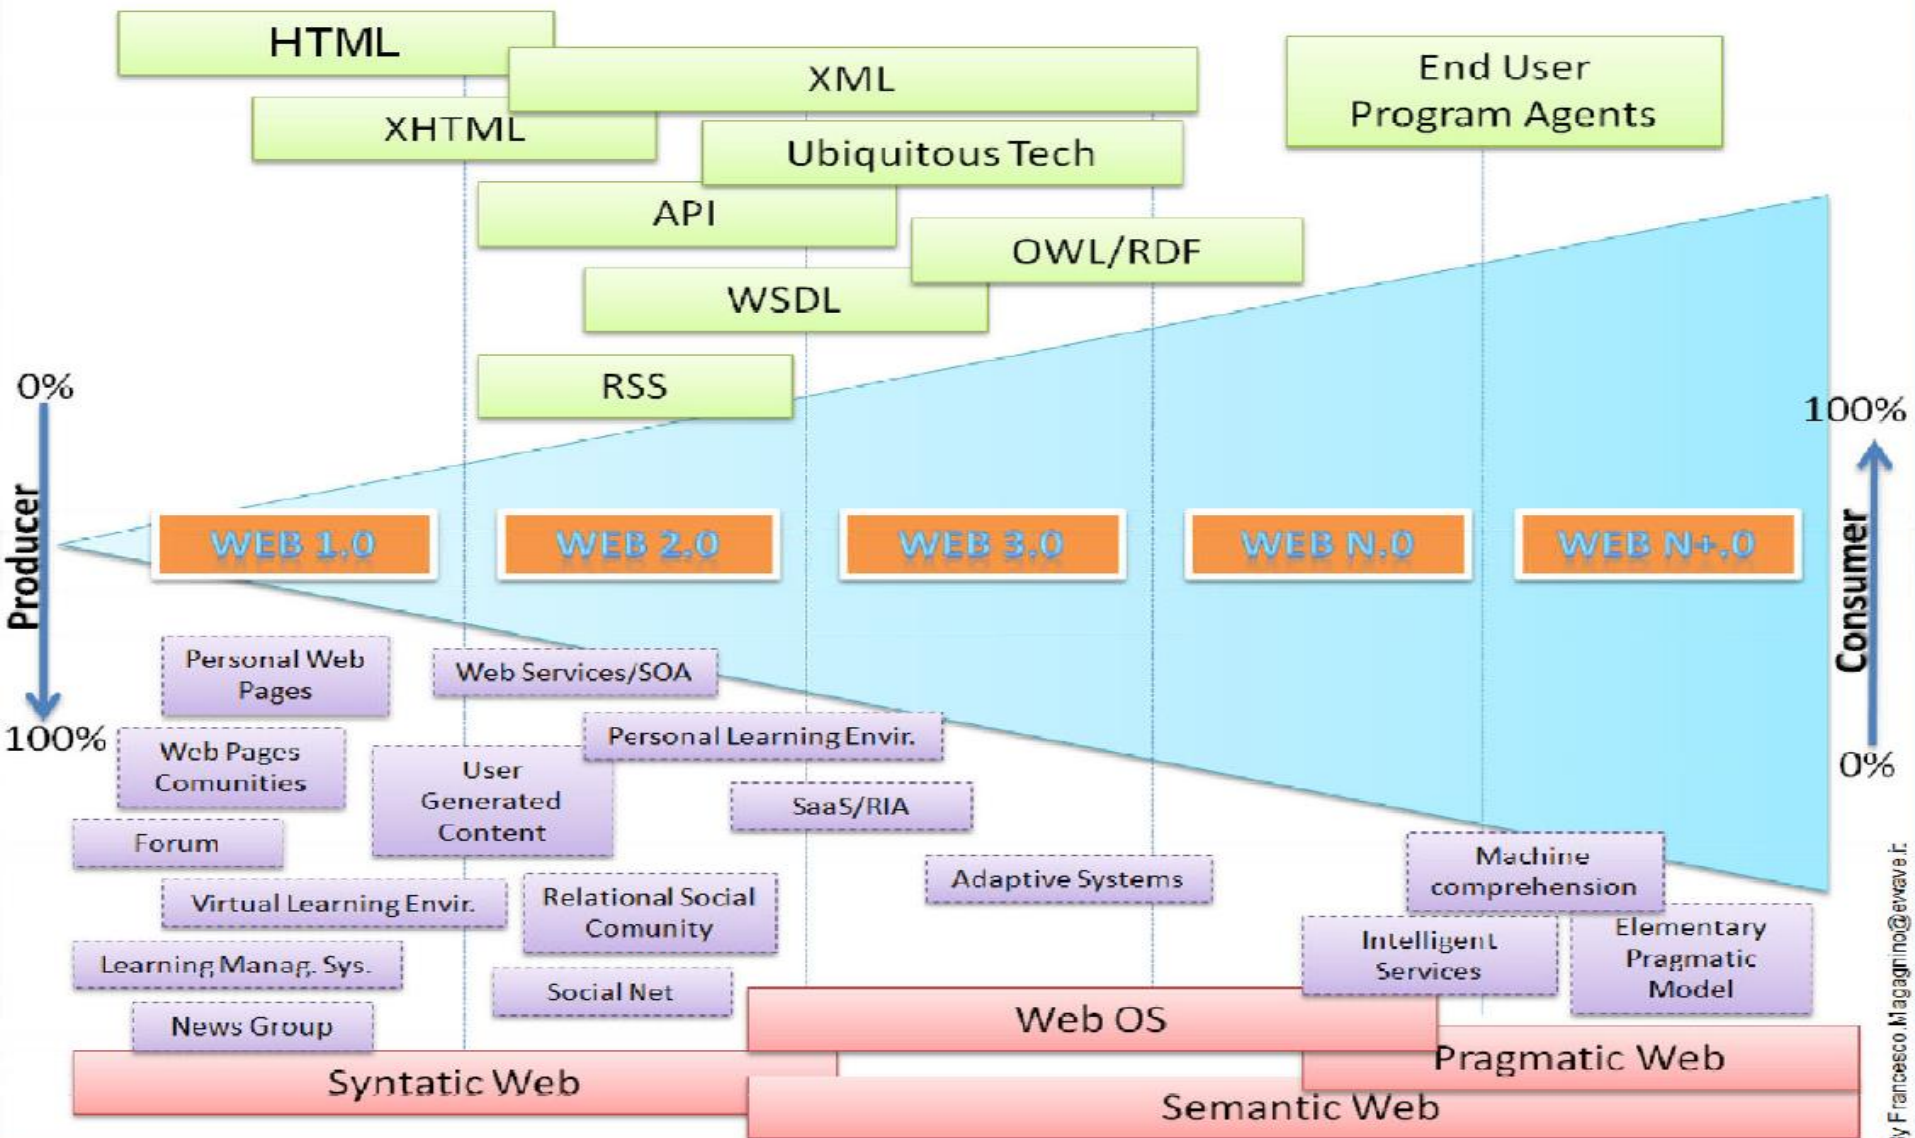 HTML
XML
XHTML
End User
Program Agents
Ubiquitous Tech
API
OWL/RDF
WSDL
RSS
0%
Producer
100%
100%
Consumer
0%
WEB 1.0
WEB 2.0
WEB 3.0
WEB N.0
WEB N+.0
Personal Web
Pages
Web Services/SOA
Web Pages
Comunities
User
Generated
Content
Personal Learning Envir.
SaaS/RIA
Forum
Virtual Learning Envir.
Relational Social
Comunity
Adaptive Systems
Machine
comprehension
Learning Manag. Sys.
Social Net
Intelligent
Services
Elementary
Pragmatic
Model
News Group
Web OS
Pragmatic Web
Syntatic Web
Semantic Web
y Francesco.Magagnino@ewave.it